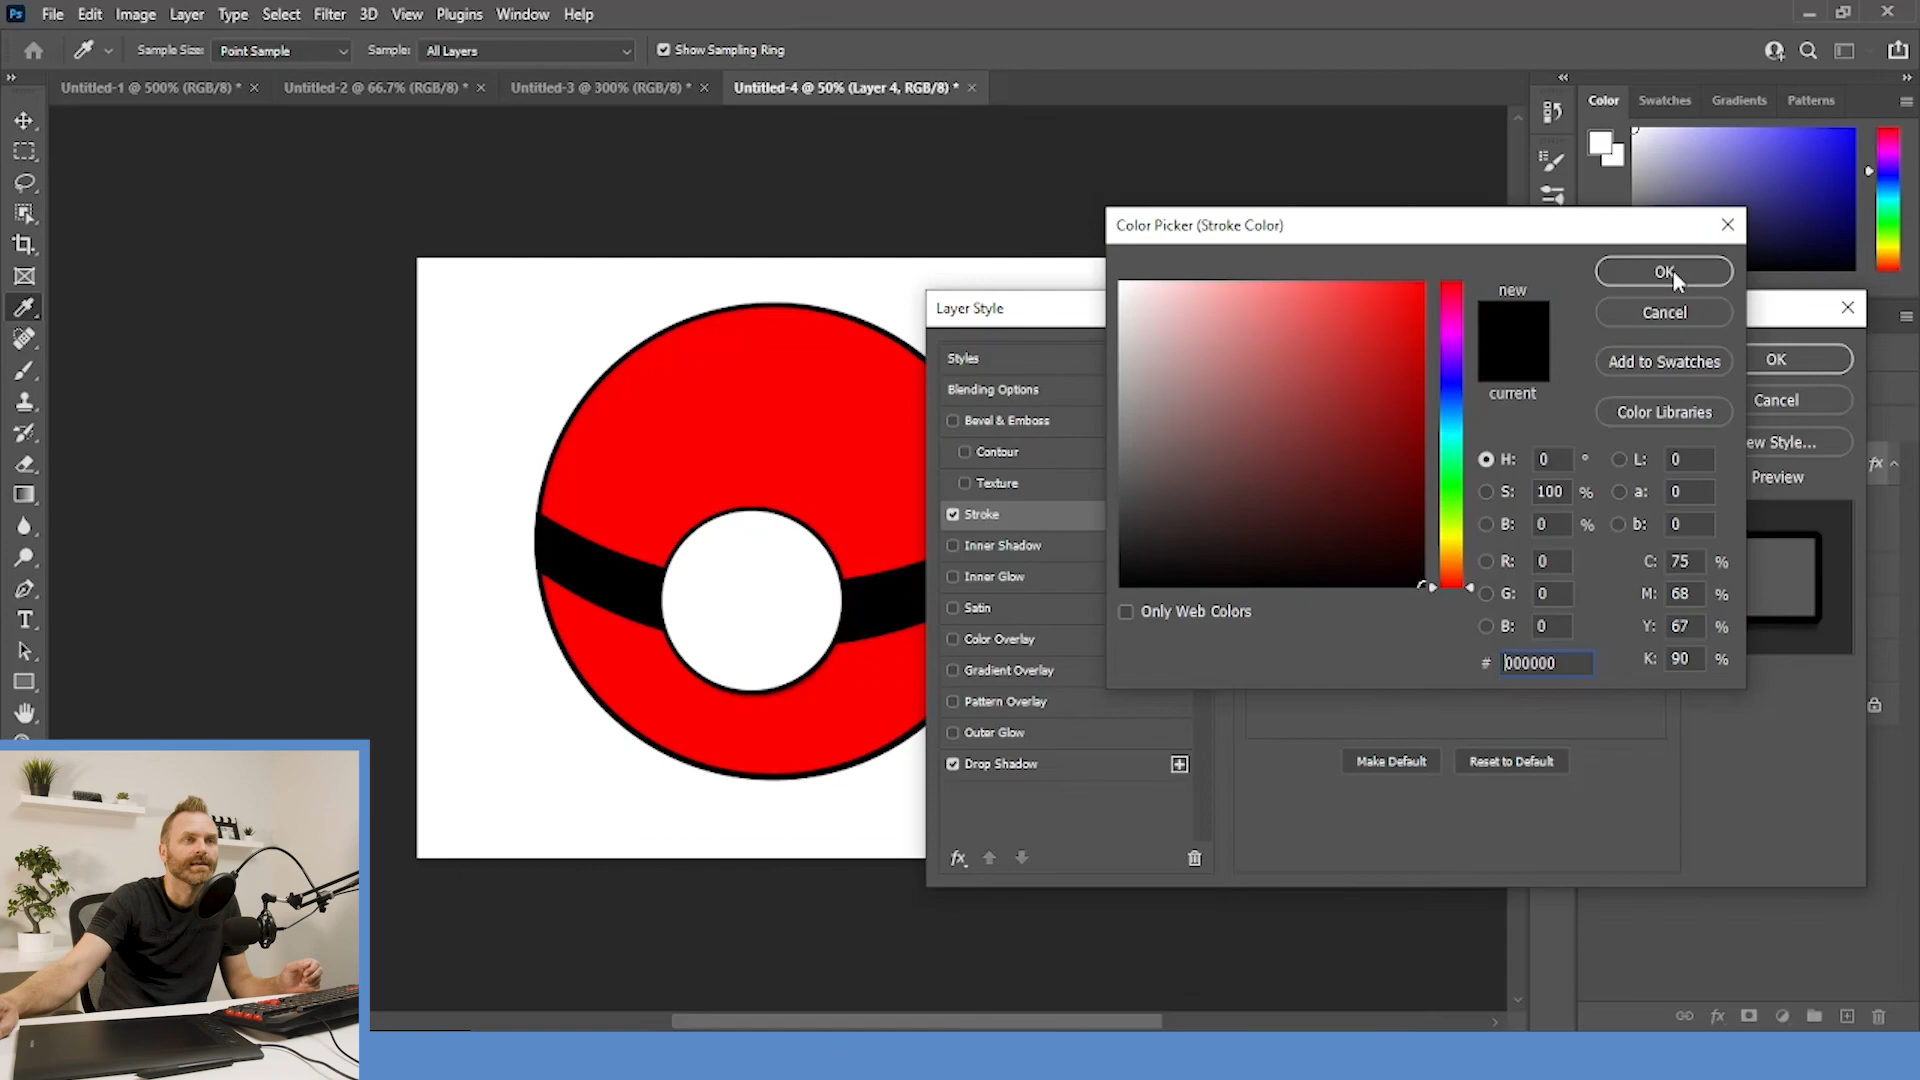 Ps File Edit Image Layer Type Select Filter 3D View Plugins Window Help
Sample Size: Point Sample Sample: All Layers Show Sampling Ring
Untitled-1 @ 500% (RGB/8) * Untitled-2 @ 66.7% (RGB/8) * Untitled-3 @ 300% (RGB/8) * Untitled-4 @ 50% (Layer 4, RGB/8) *
Color Swatches Gradients Patterns
Color Picker (Stroke Color)
OK
new
Cancel
Add to Swatches
current
Color Libraries
H: 0 ° L: 0
S: 100 % a: 0
B: 0 % b: 0
R: 0 C: 75 %
G: 0 M: 68 %
B: 0 Y: 67 %
# 000000 K: 90 %
Only Web Colors
Layer Style
Styles
Blending Options
Bevel & Emboss
Contour
Texture
Stroke
Inner Shadow
Inner Glow
Satin
Color Overlay
Gradient Overlay
Pattern Overlay
Outer Glow
Drop Shadow
fx
Make Default Reset to Default
OK
Cancel
ew Style...
Preview
fx
fx